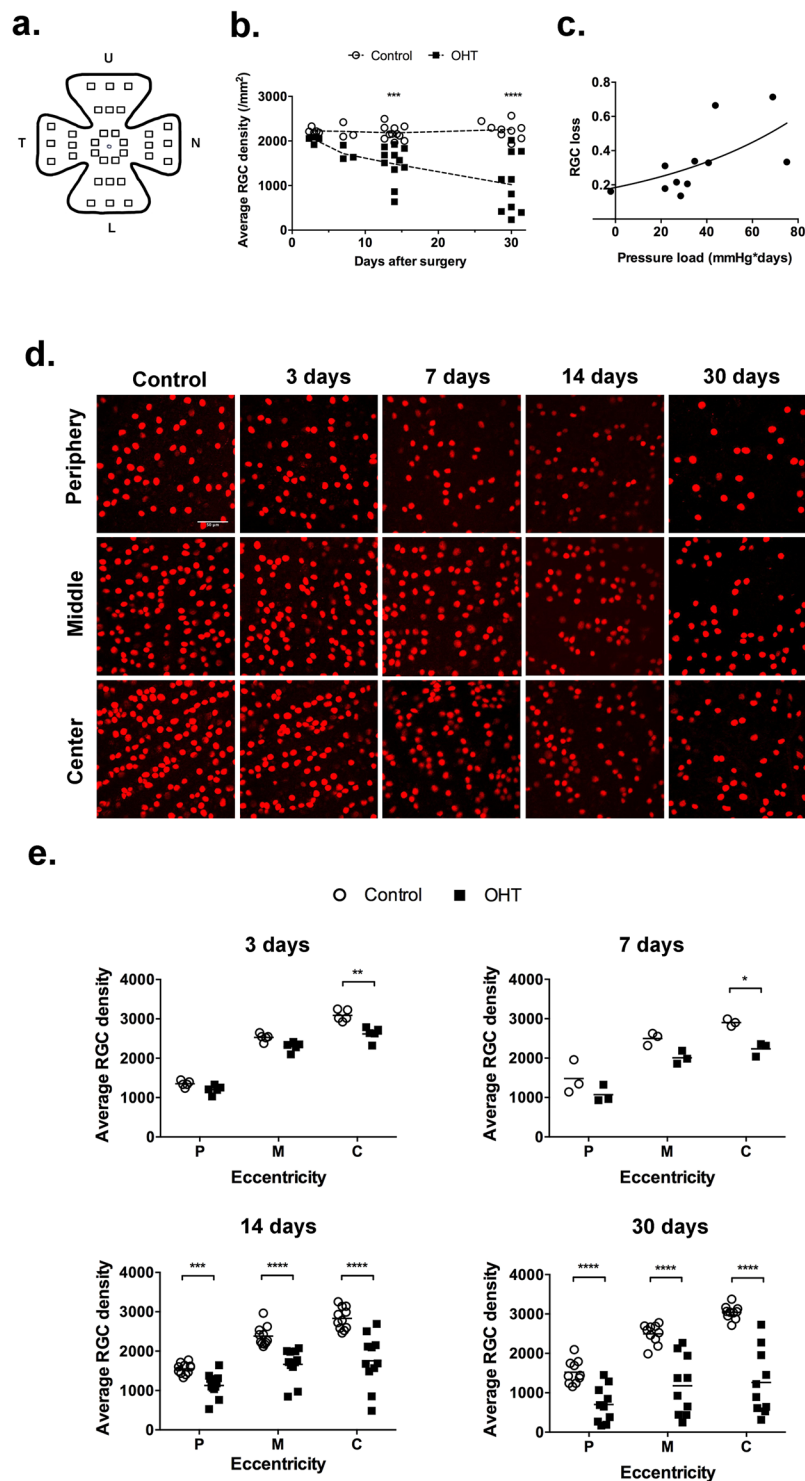 a.
U
T
N
L
b.
Control OHT
*** ****
Average RGC density (/mm²)
3000
2000
1000
0
0 10 20 30
Days after surgery
c.
RGC loss
0.8
0.6
0.4
0.2
0 20 40 60 80
Pressure load (mmHg*days)
d.
Control 3 days 7 days 14 days 30 days
Periphery
50 µm
Middle
Center
e.
Control OHT
3 days
Average RGC density
4000
3000
2000
1000
0
**
P M C
Eccentricity
7 days
Average RGC density
4000
3000
2000
1000
0
*
P M C
Eccentricity
14 days
Average RGC density
4000
3000
2000
1000
0
*** **** ****
P M C
Eccentricity
30 days
Average RGC density
4000
3000
2000
1000
0
**** **** ****
P M C
Eccentricity